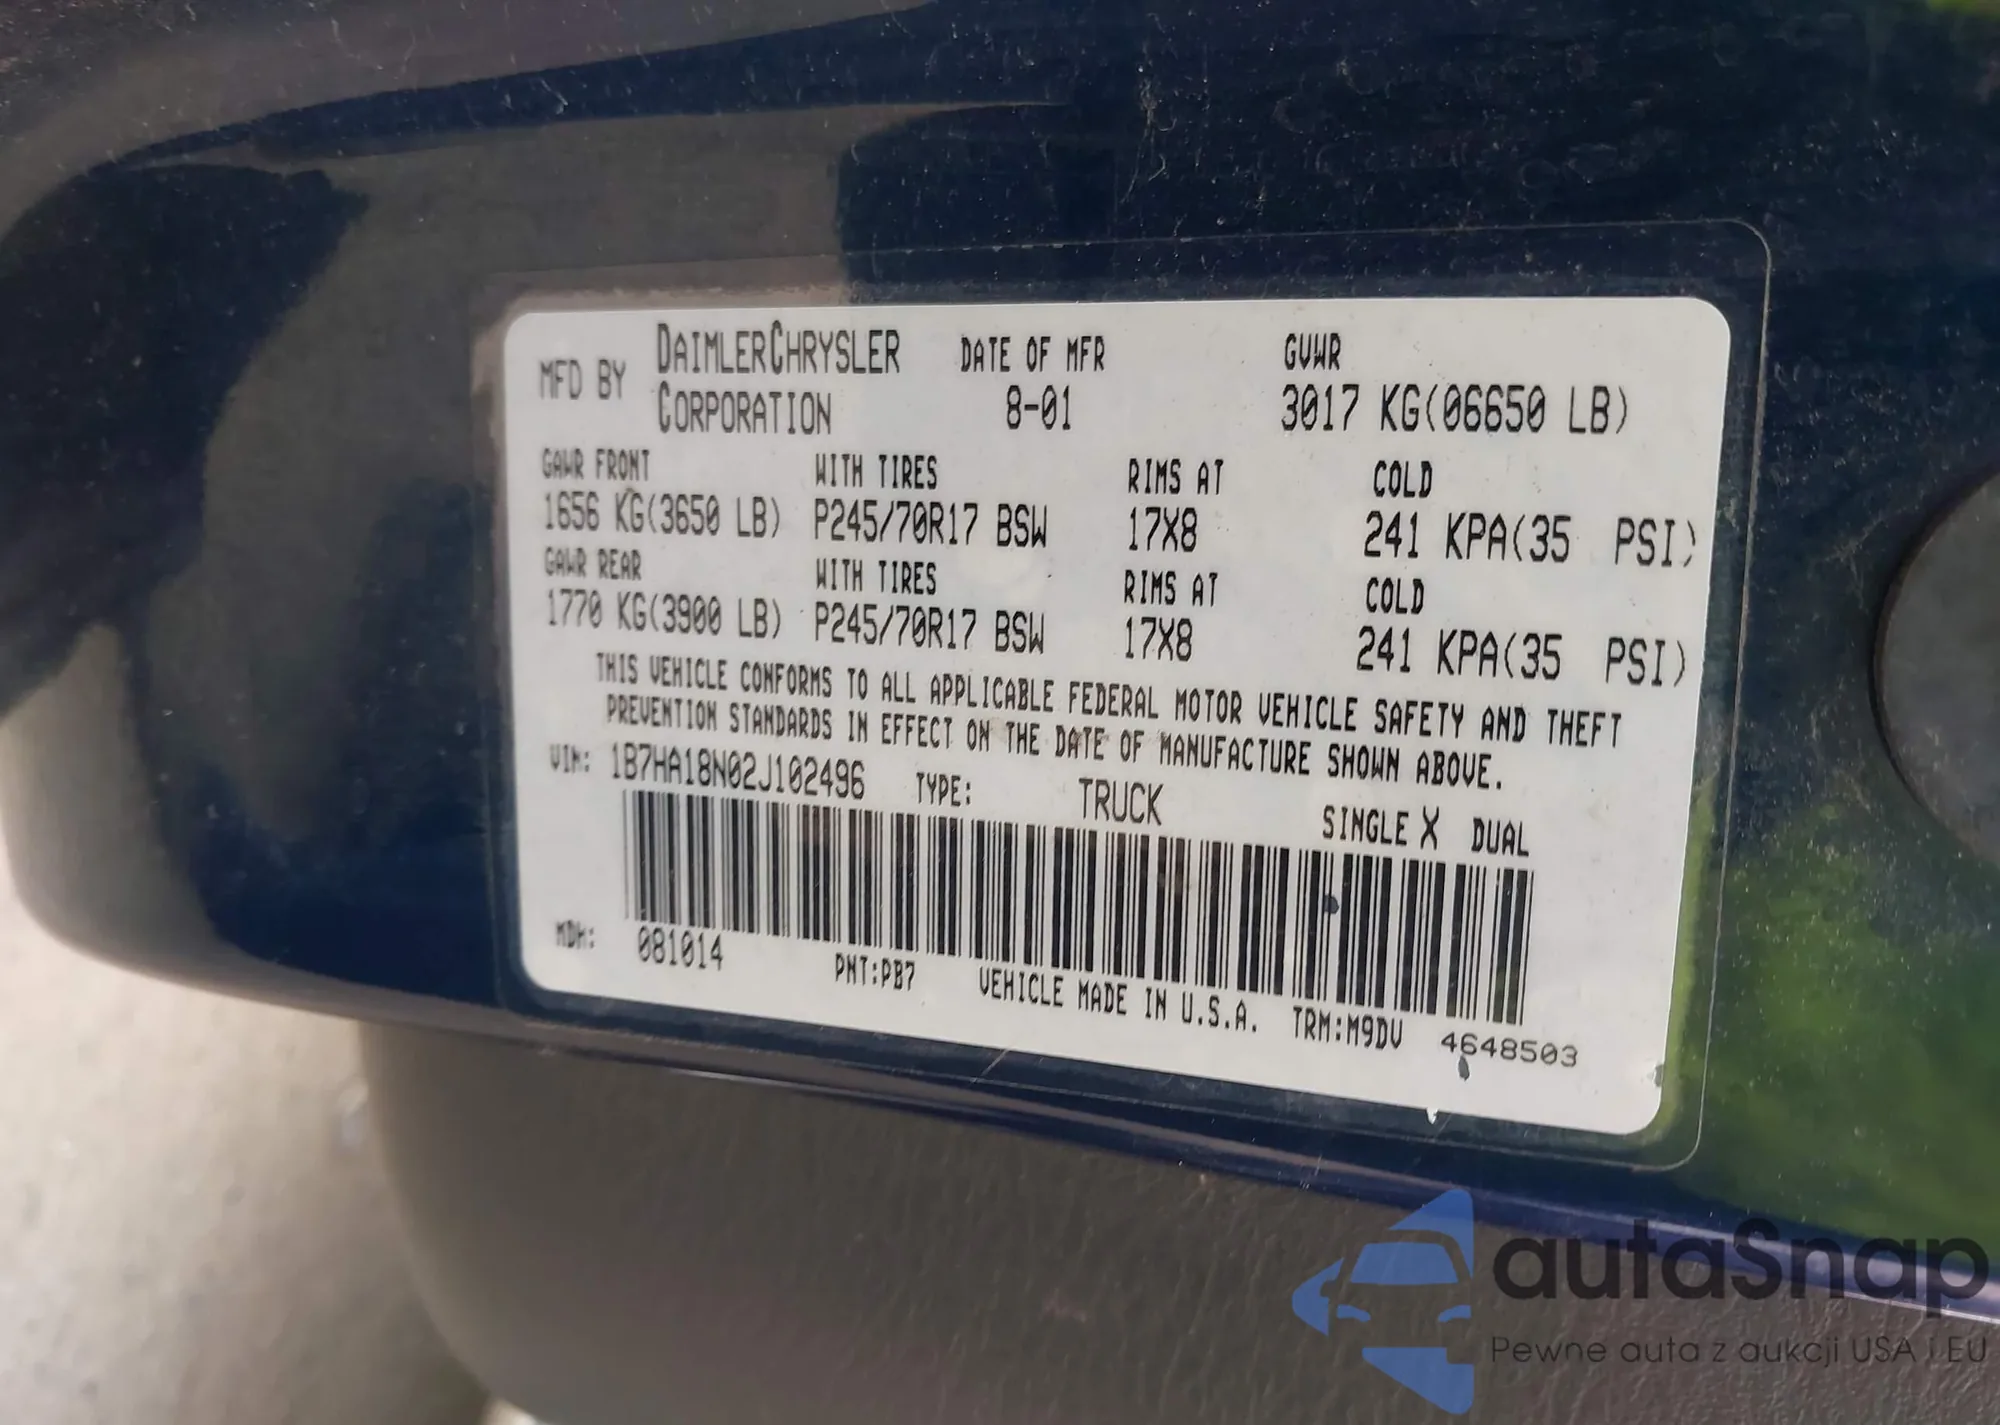 MFD BY DAIMLERCHRYSLER CORPORATION DATE OF MFR 8-01 GVWR 3017 KG(06650 LB)
GAWR FRONT WITH TIRES RIMS AT COLD
1656 KG(3650 LB) P245/70R17 BSW 17X8 241 KPA(35 PSI)
GAWR REAR WITH TIRES RIMS AT COLD
1770 KG(3900 LB) P245/70R17 BSW 17X8 241 KPA(35 PSI)
THIS VEHICLE CONFORMS TO ALL APPLICABLE FEDERAL MOTOR VEHICLE SAFETY AND THEFT
PREVENTION STANDARDS IN EFFECT ON THE DATE OF MANUFACTURE SHOWN ABOVE.
VIN: 1B7HA18N02J102496 TYPE: TRUCK SINGLE X DUAL
MDH: 081014 PNT:PB7 VEHICLE MADE IN U.S.A. TRM:M9DV 4648503
autaSnap
Pewne auta z aukcji USA i EU